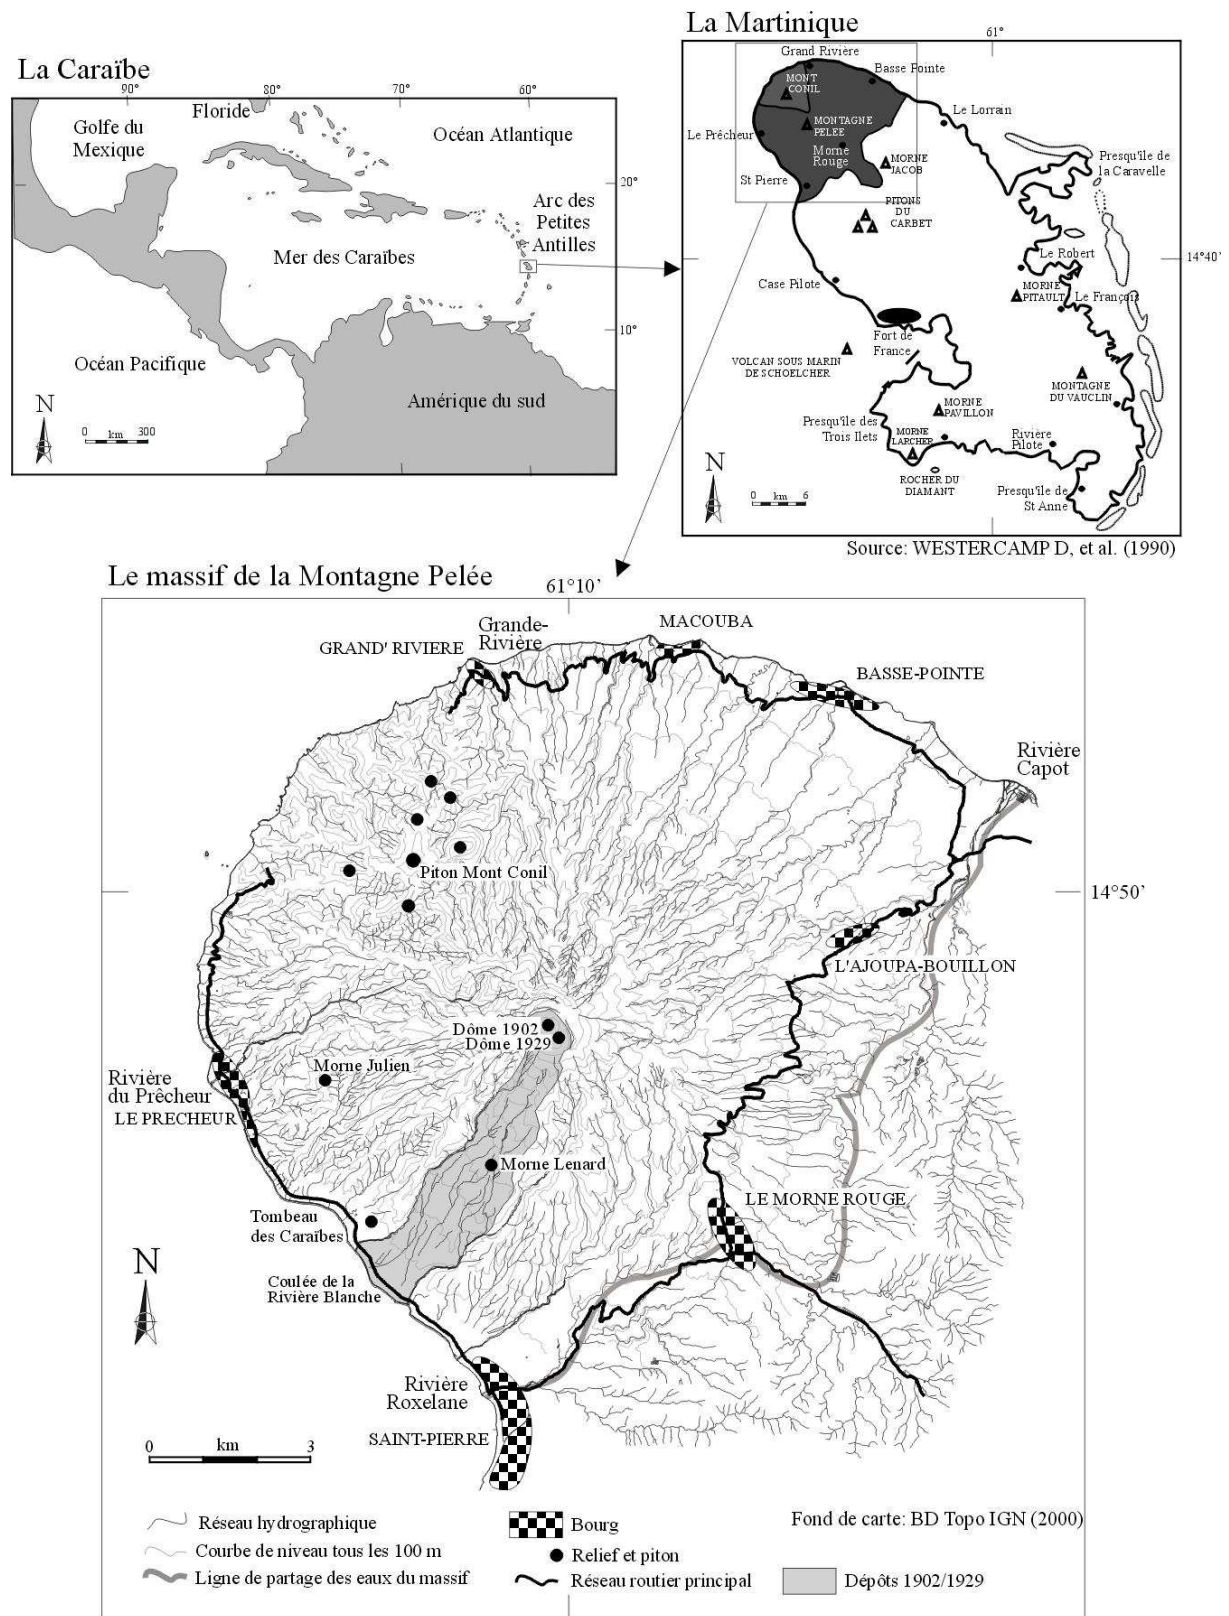 La Caraïbe
90°
80°
70°
60°
Floride
Golfe du
Mexique
Océan Atlantique
20°
Arc des
Petites
Antilles
Mer des Caraïbes
10°
Océan Pacifique
Amérique du sud
N
0 km 300
La Martinique
61°
Grand Rivière
Basse Pointe
MONT
CONIL
Le Lorrain
MONTAGNE
PELEE
Le Prêcheur
Morne
Rouge
MORNE
JACOB
Presqu'île de
la Caravelle
St Pierre
PITONS
DU
CARBET
Le Robert
14°40'
Case Pilote
MORNE
PITAULT
Le François
Fort de
France
VOLCAN SOUS MARIN
DE SCHOELCHER
MONTAGNE
DU VAUCLIN
MORNE
PAVILLON
Presqu'île des
Trois Ilets
MORNE
LARCHER
Rivière
Pilote
N
0 km 6
ROCHER DU
DIAMANT
Presqu'île de
St Anne
Source: WESTERCAMP D, et al. (1990)
Le massif de la Montagne Pelée
61°10'
GRAND' RIVIERE
Grande-
Rivière
MACOUBA
BASSE-POINTE
Rivière
Capot
Piton Mont Conil
14°50'
L'AJOUPA-BOUILLON
Dôme 1902
Dôme 1929
Morne Julien
Rivière
du Prêcheur
LE PRECHEUR
Morne Lenard
LE MORNE ROUGE
Tombeau
des Caraïbes
N
Coulée de la
Rivière Blanche
Rivière
Roxelane
SAINT-PIERRE
0 km 3
Réseau hydrographique
Courbe de niveau tous les 100 m
Ligne de partage des eaux du massif
Bourg
Relief et piton
Réseau routier principal
Fond de carte: BD Topo IGN (2000)
Dépôts 1902/1929